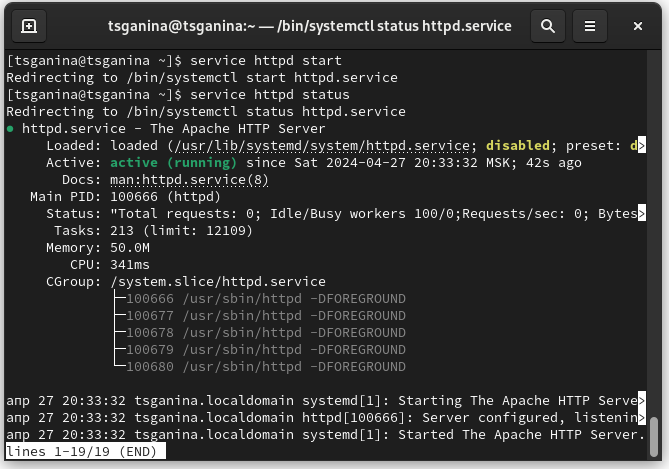 tsganina@tsganina:~ — /bin/systemctl status httpd.service
[tsganina@tsganina ~]$ service httpd start
Redirecting to /bin/systemctl start httpd.service
[tsganina@tsganina ~]$ service httpd status
Redirecting to /bin/systemctl status httpd.service
● httpd.service - The Apache HTTP Server
     Loaded: loaded (/usr/lib/systemd/system/httpd.service; disabled; preset: d>
     Active: active (running) since Sat 2024-04-27 20:33:32 MSK; 42s ago
       Docs: man:httpd.service(8)
   Main PID: 100666 (httpd)
     Status: "Total requests: 0; Idle/Busy workers 100/0;Requests/sec: 0; Bytes>
      Tasks: 213 (limit: 12109)
     Memory: 50.0M
        CPU: 341ms
     CGroup: /system.slice/httpd.service
             ├─100666 /usr/sbin/httpd -DFOREGROUND
             ├─100677 /usr/sbin/httpd -DFOREGROUND
             ├─100678 /usr/sbin/httpd -DFOREGROUND
             ├─100679 /usr/sbin/httpd -DFOREGROUND
             └─100680 /usr/sbin/httpd -DFOREGROUND
апр 27 20:33:32 tsganina.localdomain systemd[1]: Starting The Apache HTTP Serve>
апр 27 20:33:32 tsganina.localdomain httpd[100666]: Server configured, listenin>
апр 27 20:33:32 tsganina.localdomain systemd[1]: Started The Apache HTTP Server.
lines 1-19/19 (END)